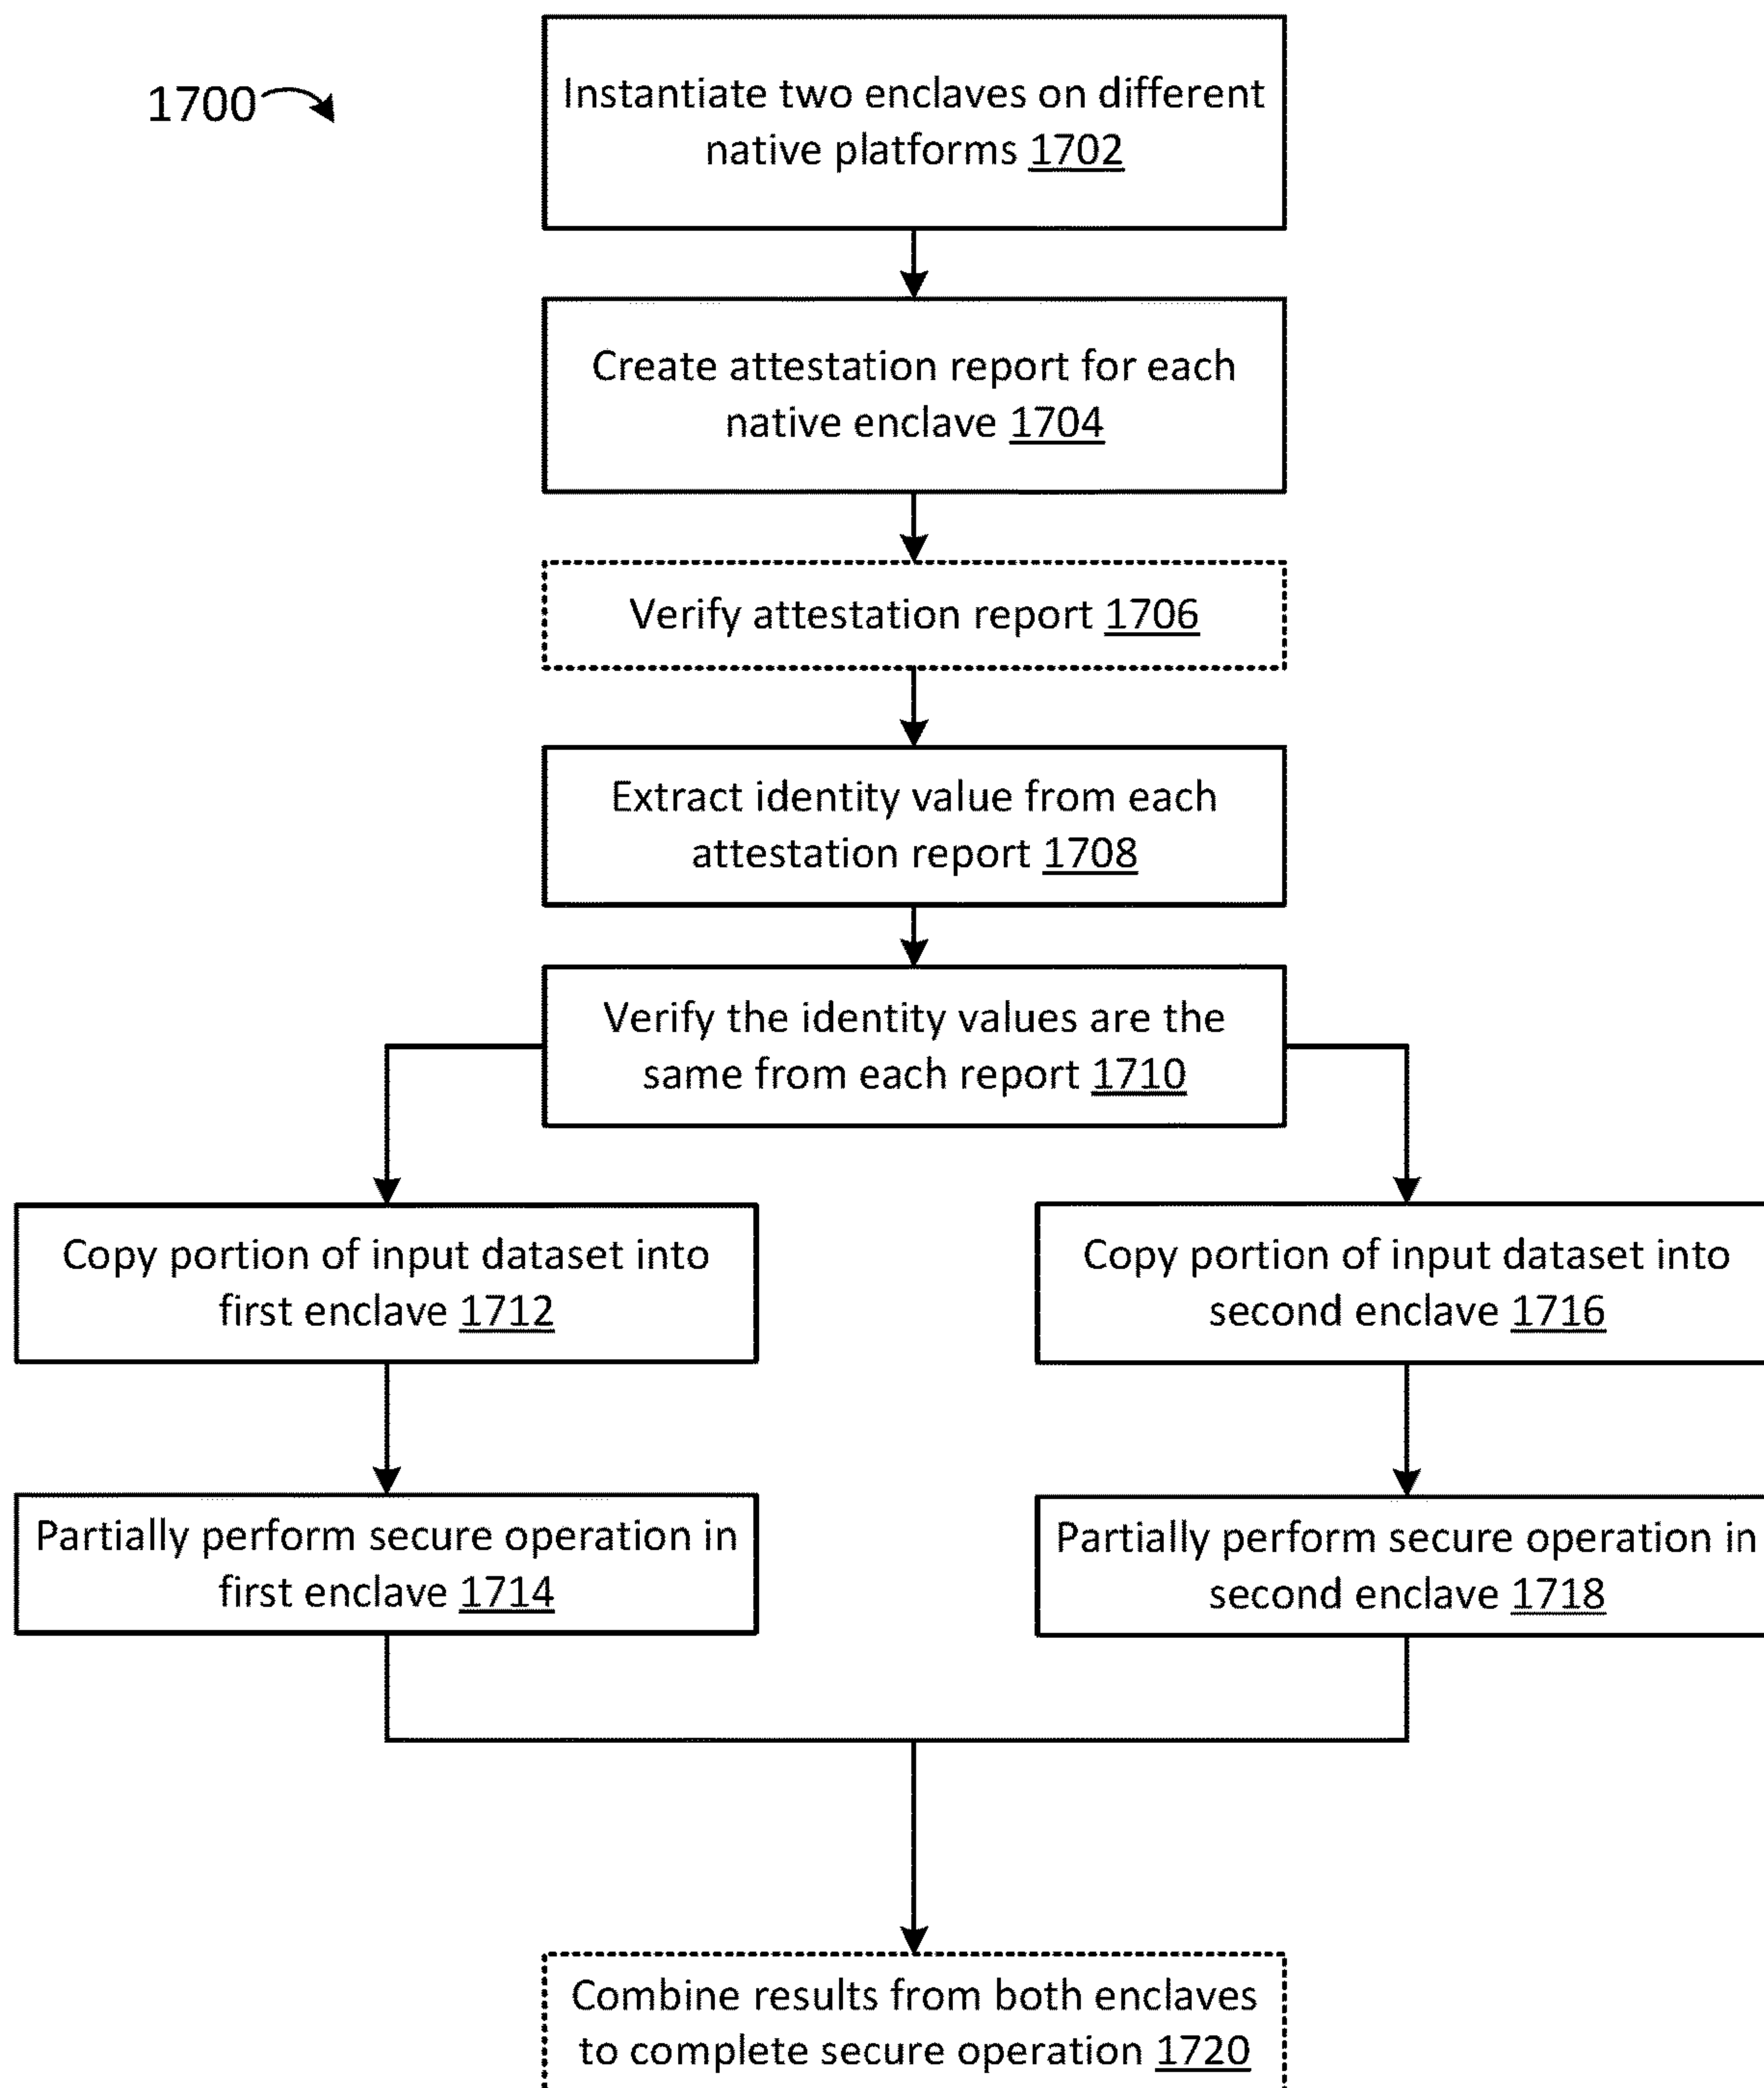 1700
Instantiate two enclaves on different
native platforms 1702
Create attestation report for each
native enclave 1704
Verify attestation report 1706
Extract identity value from each
attestation report 1708
Verify the identity values are the
same from each report 1710
Copy portion of input dataset into
first enclave 1712
Copy portion of input dataset into
second enclave 1716
Partially perform secure operation in
first enclave 1714
Partially perform secure operation in
second enclave 1718
Combine results from both enclaves
to complete secure operation 1720